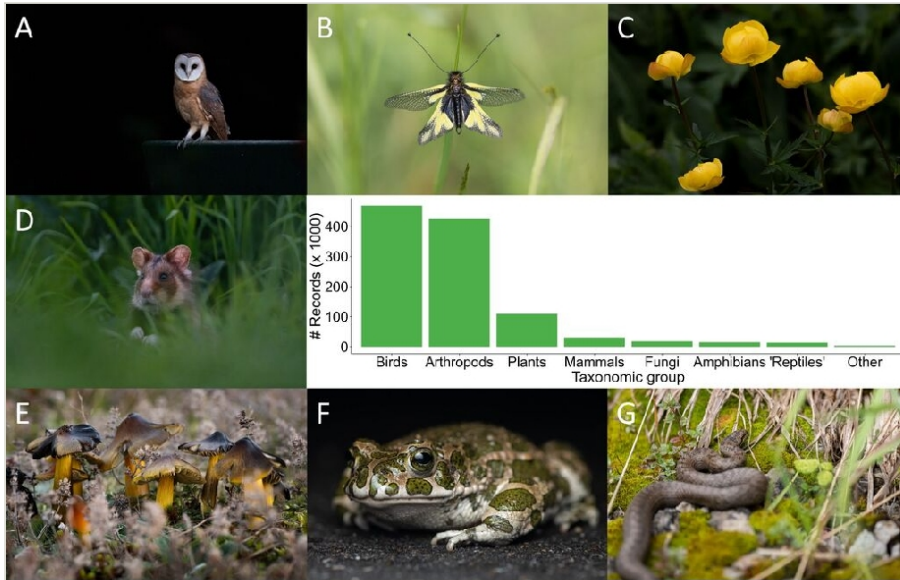 A
B
C
D
# Records (x 1000)
400
300
200
100
0
Birds Arthropods Plants Mammals Fungi Amphibians 'Reptiles' Other
Taxonomic group
E
F
G